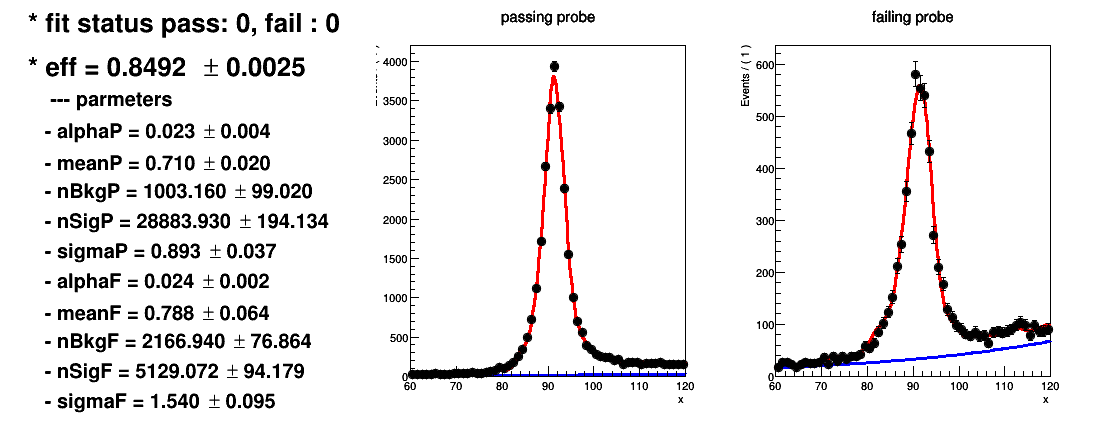 * fit status pass: 0, fail : 0
* eff = 0.8492 ± 0.0025
--- parmeters
- alphaP = 0.023 ± 0.004
- meanP = 0.710 ± 0.020
- nBkgP = 1003.160 ± 99.020
- nSigP = 28883.930 ± 194.134
- sigmaP = 0.893 ± 0.037
- alphaF = 0.024 ± 0.002
- meanF = 0.788 ± 0.064
- nBkgF = 2166.940 ± 76.864
- nSigF = 5129.072 ± 94.179
- sigmaF = 1.540 ± 0.095
passing probe
4000
3500
3000
2500
2000
1500
1000
500
0
60 70 80 90 100 110 120
x
failing probe
Events / ( 1 )
600
500
400
300
200
100
0
60 70 80 90 100 110 120
x